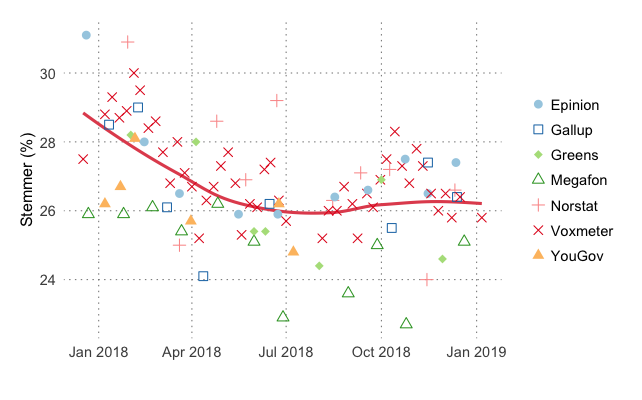 Stemmer (%)
30
28
26
24
Jan 2018
Apr 2018
Jul 2018
Oct 2018
Jan 2019
Epinion
Gallup
Greens
Megafon
Norstat
Voxmeter
YouGov